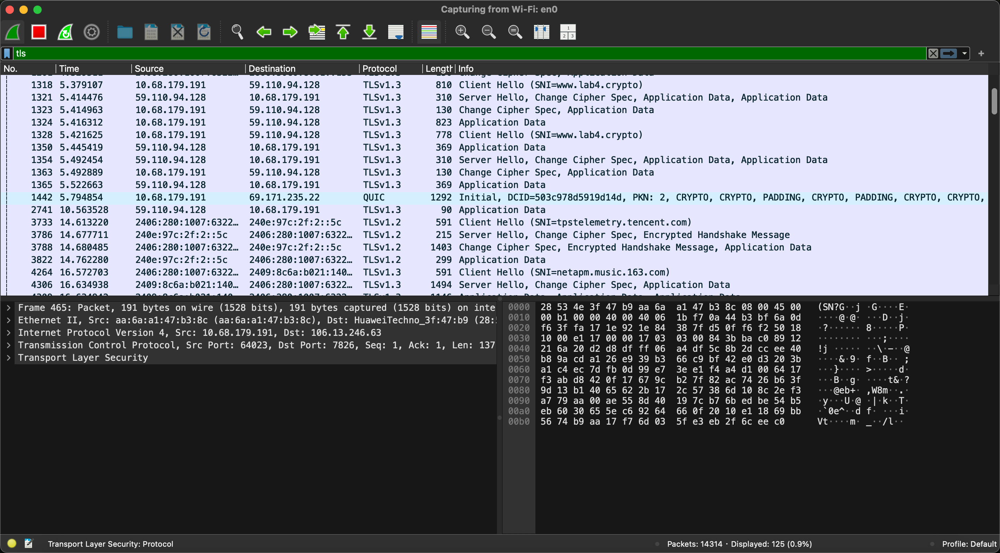 Capturing from Wi-Fi: en0
tls
No. Time Source Destination Protocol Length Info
1318 5.379107 10.68.179.191 59.110.94.128 TLSv1.3 810 Client Hello (SNI=www.lab4.crypto)
1321 5.414476 59.110.94.128 10.68.179.191 TLSv1.3 310 Server Hello, Change Cipher Spec, Application Data, Application Data
1323 5.414963 10.68.179.191 59.110.94.128 TLSv1.3 130 Change Cipher Spec, Application Data
1324 5.416312 10.68.179.191 59.110.94.128 TLSv1.3 823 Application Data
1328 5.421625 10.68.179.191 59.110.94.128 TLSv1.3 778 Client Hello (SNI=www.lab4.crypto)
1350 5.445419 59.110.94.128 10.68.179.191 TLSv1.3 369 Application Data
1354 5.492454 59.110.94.128 10.68.179.191 TLSv1.3 310 Server Hello, Change Cipher Spec, Application Data, Application Data
1363 5.492889 10.68.179.191 59.110.94.128 TLSv1.3 130 Change Cipher Spec, Application Data
1365 5.522663 59.110.94.128 10.68.179.191 TLSv1.3 369 Application Data
1442 5.794854 10.68.179.191 69.171.235.22 QUIC 1292 Initial, DCID=503c978d5919d14d, PKN: 2, CRYPTO, CRYPTO, PADDING, CRYPTO, PADDING, CRYPTO, CRYPTO,
2741 10.563528 59.110.94.128 10.68.179.191 TLSv1.3 90 Application Data
3733 14.613220 2406:280:1007:6322… 240e:97c:2f:2::5c TLSv1.2 591 Client Hello (SNI=tpstelemetry.tencent.com)
3786 14.677711 240e:97c:2f:2::5c 2406:280:1007:6322… TLSv1.2 215 Server Hello, Change Cipher Spec, Encrypted Handshake Message
3788 14.680485 2406:280:1007:6322… 240e:97c:2f:2::5c TLSv1.2 1403 Change Cipher Spec, Encrypted Handshake Message, Application Data
3822 14.762280 240e:97c:2f:2::5c 2406:280:1007:6322… TLSv1.2 299 Application Data
4264 16.572703 2406:280:1007:6322… 2409:8c6a:b021:140… TLSv1.3 591 Client Hello (SNI=netapm.music.163.com)
4306 16.634938 2409:8c6a:b021:140… 2406:280:1007:6322… TLSv1.3 1494 Server Hello, Change Cipher Spec, Application Data
Frame 465: Packet, 191 bytes on wire (1528 bits), 191 bytes captured (1528 bits) on inte
Ethernet II, Src: aa:6a:a1:47:b3:8c (aa:6a:a1:47:b3:8c), Dst: HuaweiTechno_3f:47:b9 (28:
Internet Protocol Version 4, Src: 10.68.179.191, Dst: 106.13.246.63
Transmission Control Protocol, Src Port: 64023, Dst Port: 7826, Seq: 1, Ack: 1, Len: 137
Transport Layer Security
0000 28 53 4e 3f 47 b9 aa 6a a1 47 b3 8c 08 00 45 00 (SN?G··j ·G····E·
0010 00 b1 00 00 40 00 40 06 1b f7 0a 44 b3 bf 6a 0d ····@·@· ···D··j·
0020 f6 3f fa 17 1e 92 1e 84 38 7f d5 0f f6 f2 50 18 ·?······ 8·····P·
0030 10 00 e1 17 00 00 17 03 03 00 84 3b ba c0 89 12 ········ ···;····
0040 21 6a 20 d2 d8 df ff 06 a4 df 5c 8b 2d cc ee 40 !j ····· ··\·-··@
0050 b8 9a cd a1 26 e9 39 b3 66 c9 bf 42 e0 d3 20 3b ····&·9· f··B·· ;
0060 a1 c4 ec 7d fb 0d 99 e7 3e e1 f4 a4 d1 00 64 17 ···}···· >·····d·
0070 f3 ab d8 42 0f 17 67 9c b2 7f 82 ac 74 26 b6 3f ···B··g· ····t&·?
0080 9d 13 b1 40 65 62 2b 17 2c 57 38 6d 10 8c 2e f3 ···@eb+· ,W8m··.·
0090 a7 79 aa 00 ae 55 8d 40 19 7c b7 6b ed be 54 b5 ·y···U·@ ·|·k··T·
00a0 eb 60 30 65 5e c6 92 64 66 0f 20 10 e1 18 69 bb ·`0e^··d f· ···i·
00b0 56 74 b9 aa 17 f7 6d 03 5f e3 eb 2f 6c ee c0 Vt····m· _··/l··
Transport Layer Security: Protocol
Packets: 14314 · Displayed: 125 (0.9%)
Profile: Default